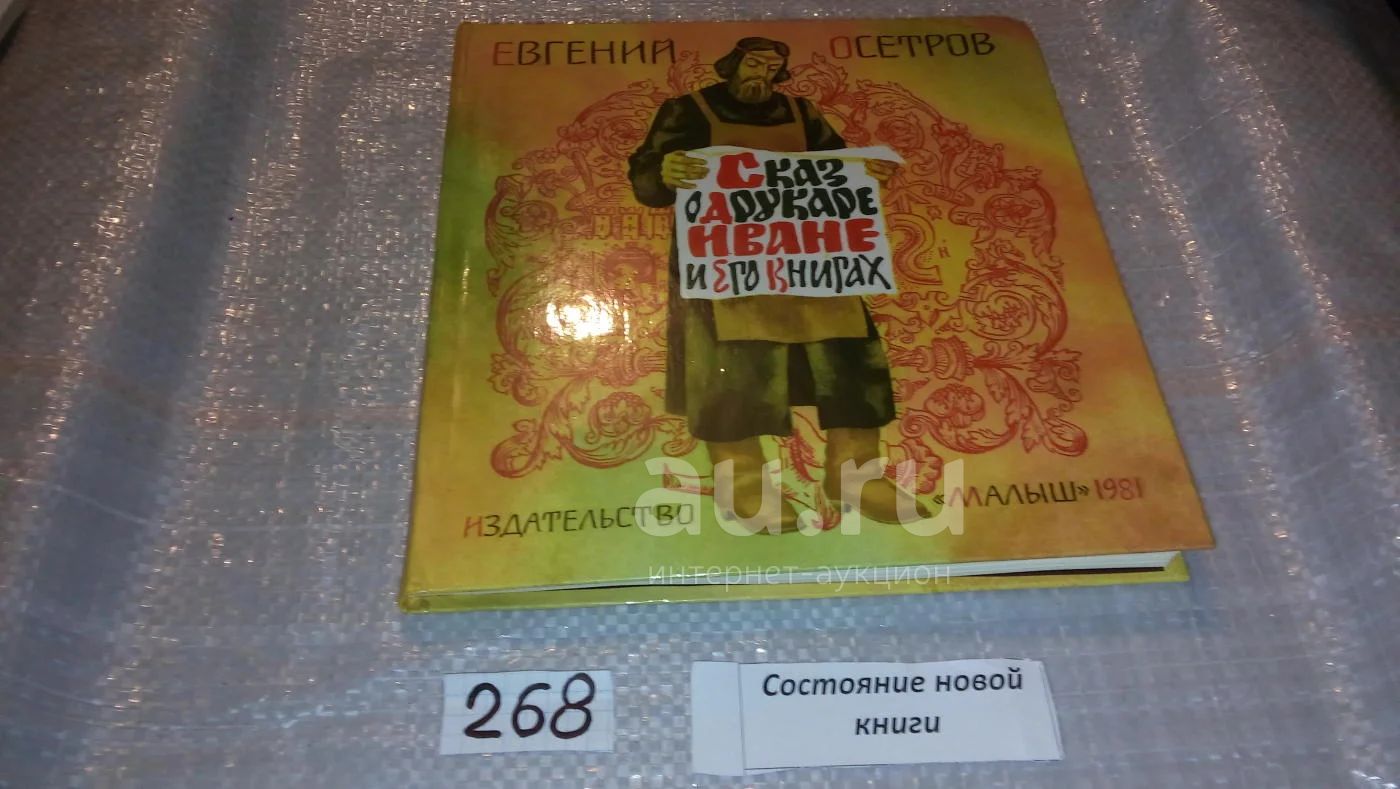 ЕВГЕНИЙ ОСЕТРОВ
Сказ
о друкаре
Иване
и его книгах
ИЗДАТЕЛЬСТВО «МАЛЫШ» 1981
au.ru
интернет-аукцион
268
Состояние новой
книги